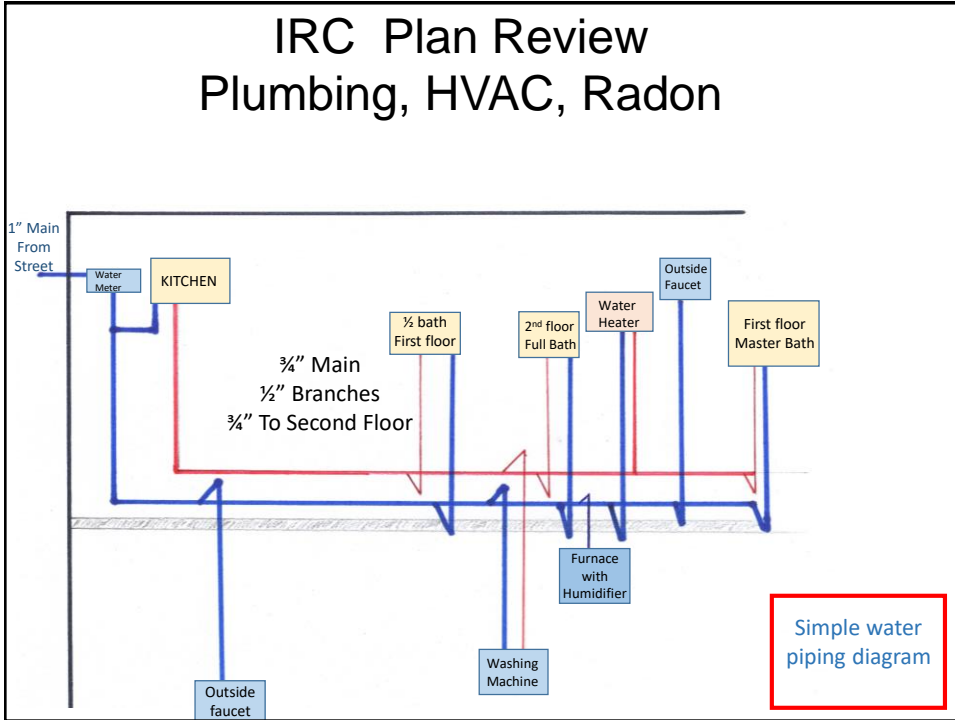 IRC Plan Review
Plumbing, HVAC, Radon
1” Main
From
Street
Water
Meter
KITCHEN
½ bath
First floor
2nd floor
Full Bath
Water
Heater
Outside
Faucet
First floor
Master Bath
¾” Main
½” Branches
¾” To Second Floor
Furnace
with
Humidifier
Washing
Machine
Outside
faucet
Simple water
piping diagram